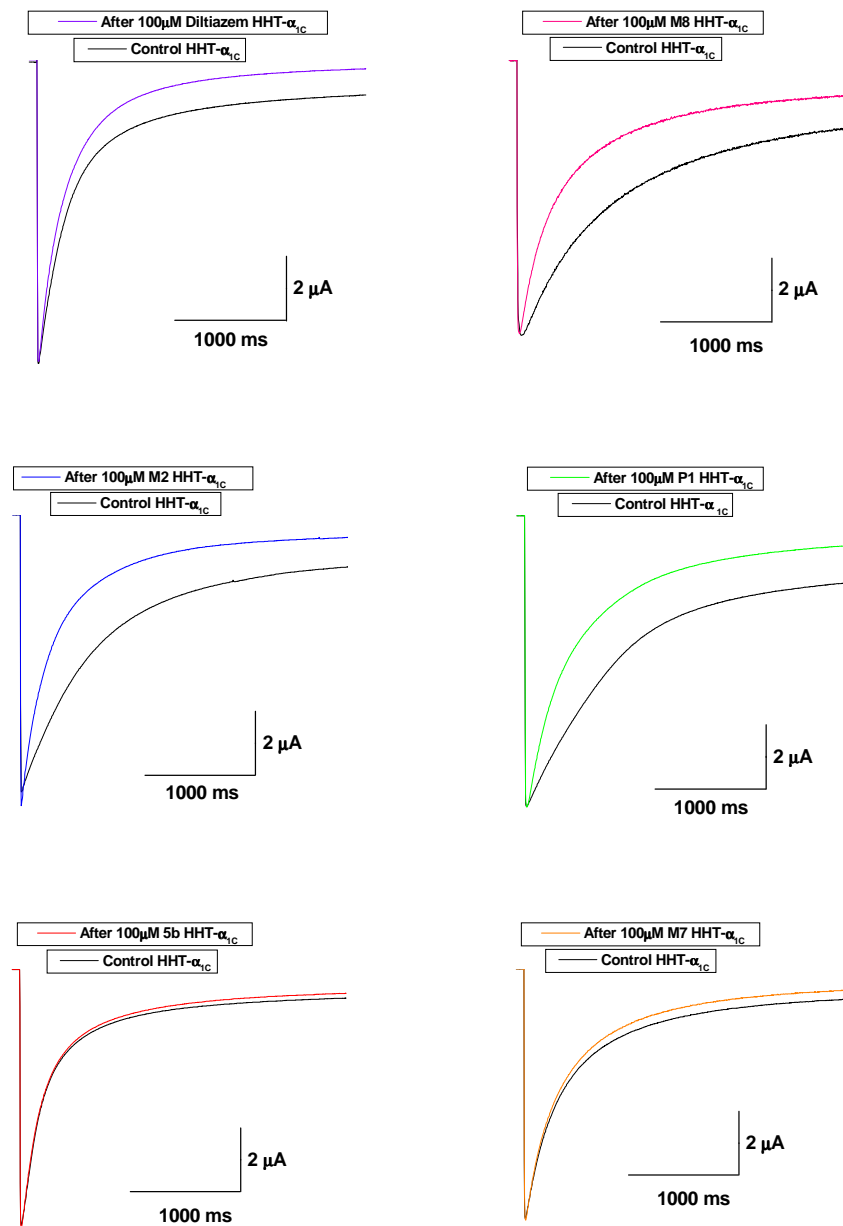 After 100μM Diltiazem HHT-α1C
Control HHT-α1C
2 μA
1000 ms
After 100μM M8 HHT-α1C
Control HHT-α1C
2 μA
1000 ms
After 100μM M2 HHT-α1C
Control HHT-α1C
2 μA
1000 ms
After 100μM P1 HHT-α1C
Control HHT-α1C
2 μA
1000 ms
After 100μM 5b HHT-α1C
Control HHT-α1C
2 μA
1000 ms
After 100μM M7 HHT-α1C
Control HHT-α1C
2 μA
1000 ms